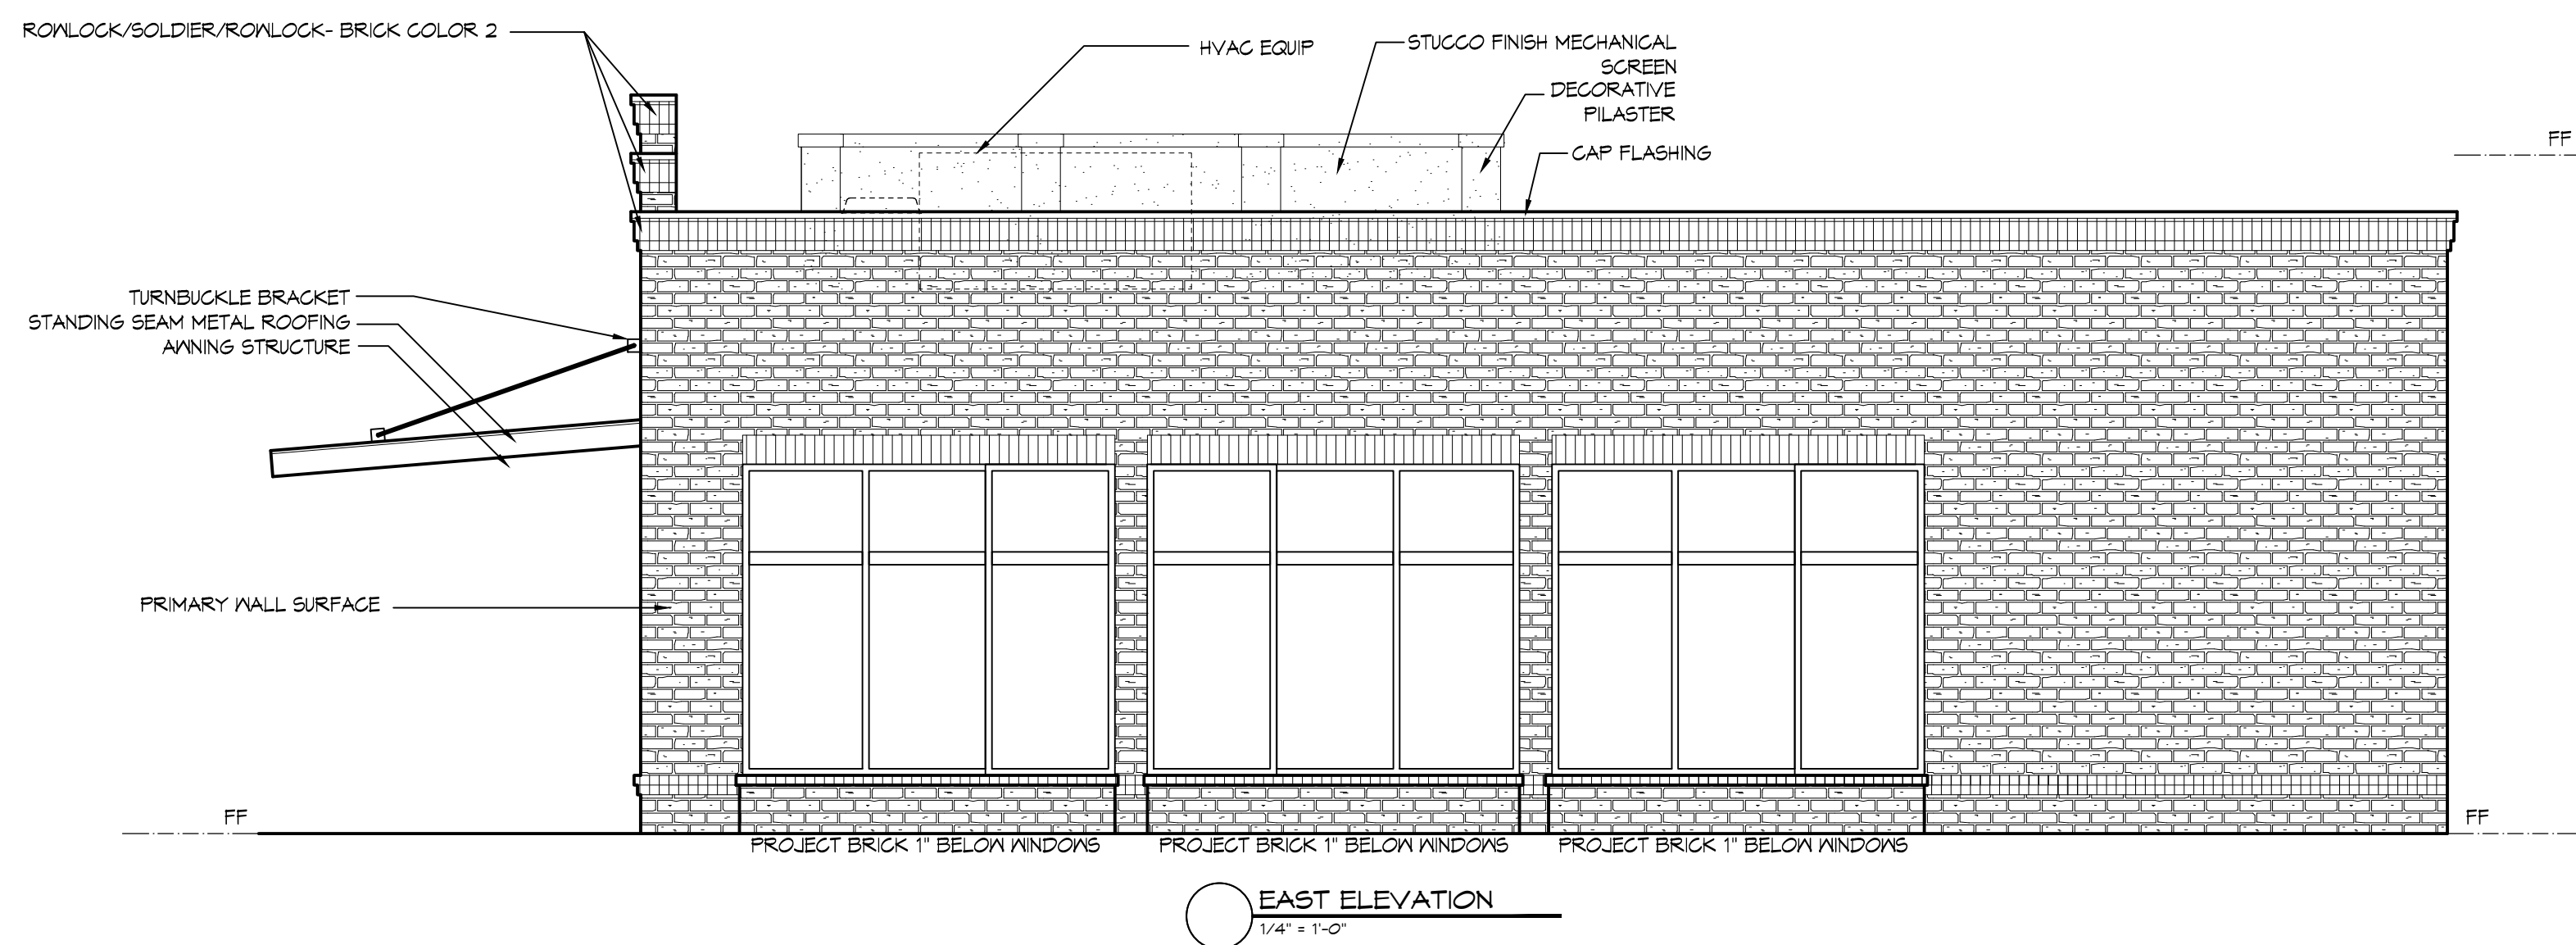 ROWLOCK/SOLDIER/ROWLOCK- BRICK COLOR 2
HVAC EQUIP
STUCCO FINISH MECHANICAL
SCREEN
DECORATIVE
PILASTER
CAP FLASHING
FF
TURNBUCKLE BRACKET
STANDING SEAM METAL ROOFING
AWNING STRUCTURE
PRIMARY WALL SURFACE
FF
FF
PROJECT BRICK 1" BELOW WINDOWS
PROJECT BRICK 1" BELOW WINDOWS
PROJECT BRICK 1" BELOW WINDOWS
EAST ELEVATION
1/4" = 1'-0"